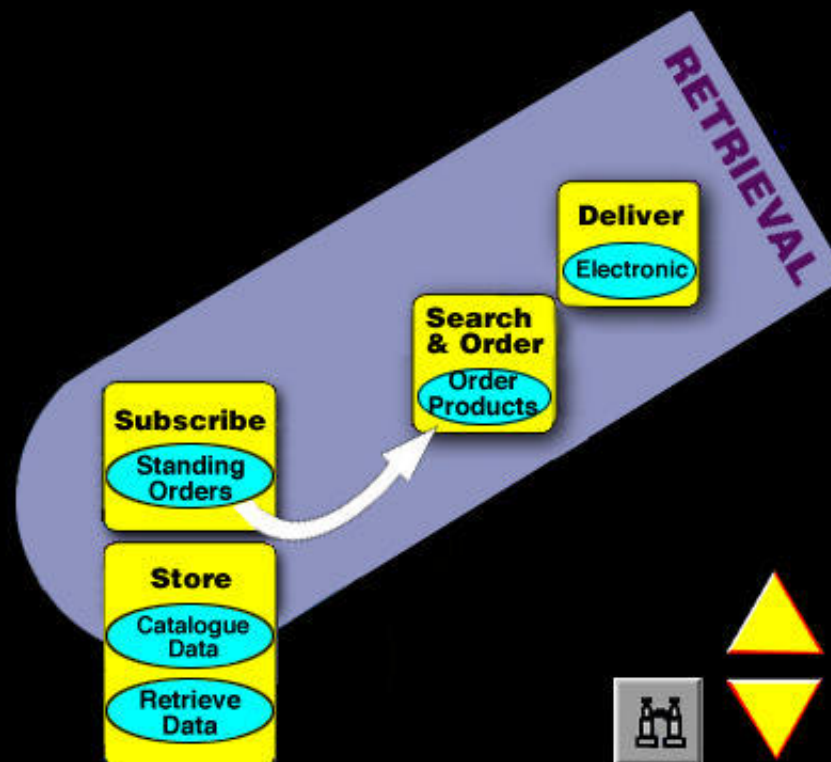 RETRIEVAL
Deliver
Electronic
Search
& Order
Order
Products
Subscribe
Standing
Orders
Store
Catalogue
Data
Retrieve
Data